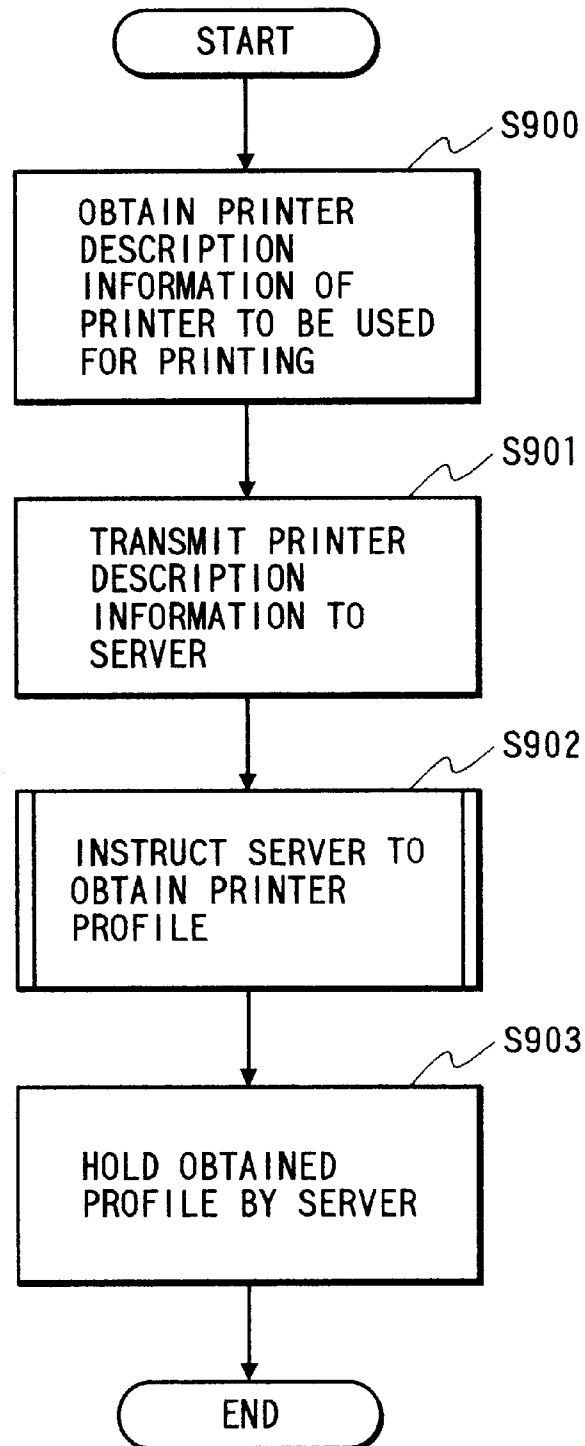 START
S900
OBTAIN PRINTER
DESCRIPTION
INFORMATION OF
PRINTER TO BE USED
FOR PRINTING
S901
TRANSMIT PRINTER
DESCRIPTION
INFORMATION TO
SERVER
S902
INSTRUCT SERVER TO
OBTAIN PRINTER
PROFILE
S903
HOLD OBTAINED
PROFILE BY SERVER
END